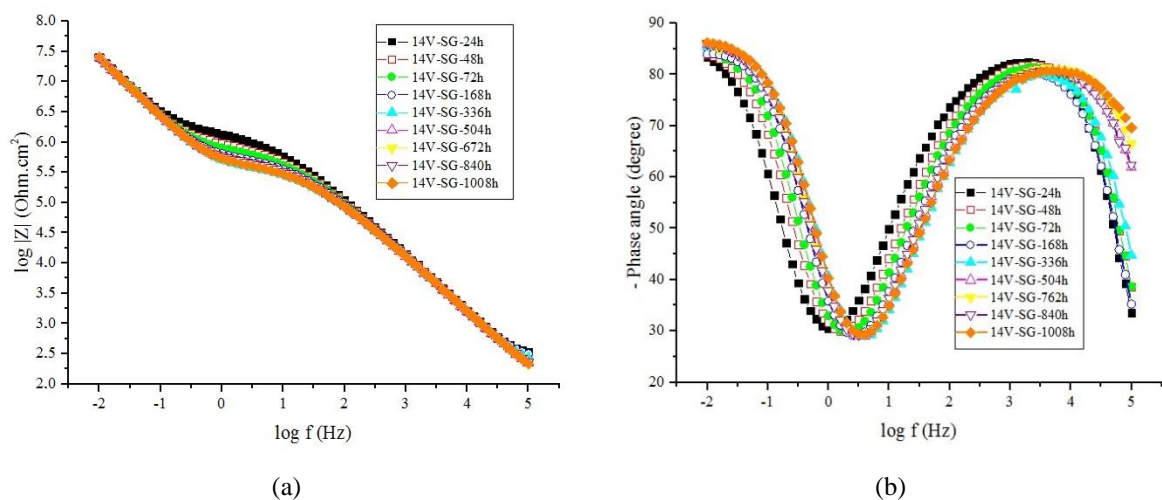 8.0
7.5
7.0
6.5
6.0
5.5
5.0
4.5
4.0
3.5
3.0
2.5
2.0
log |Z| (Ohm.cm²)
14V-SG-24h
14V-SG-48h
14V-SG-72h
14V-SG-168h
14V-SG-336h
14V-SG-504h
14V-SG-672h
14V-SG-840h
14V-SG-1008h
-2 -1 0 1 2 3 4 5
log f (Hz)
(a)
90
80
70
60
50
40
30
20
- Phase angle (degree)
14V-SG-24h
14V-SG-48h
14V-SG-72h
14V-SG-168h
14V-SG-336h
14V-SG-504h
14V-SG-762h
14V-SG-840h
14V-SG-1008h
-2 -1 0 1 2 3 4 5
log f (Hz)
(b)